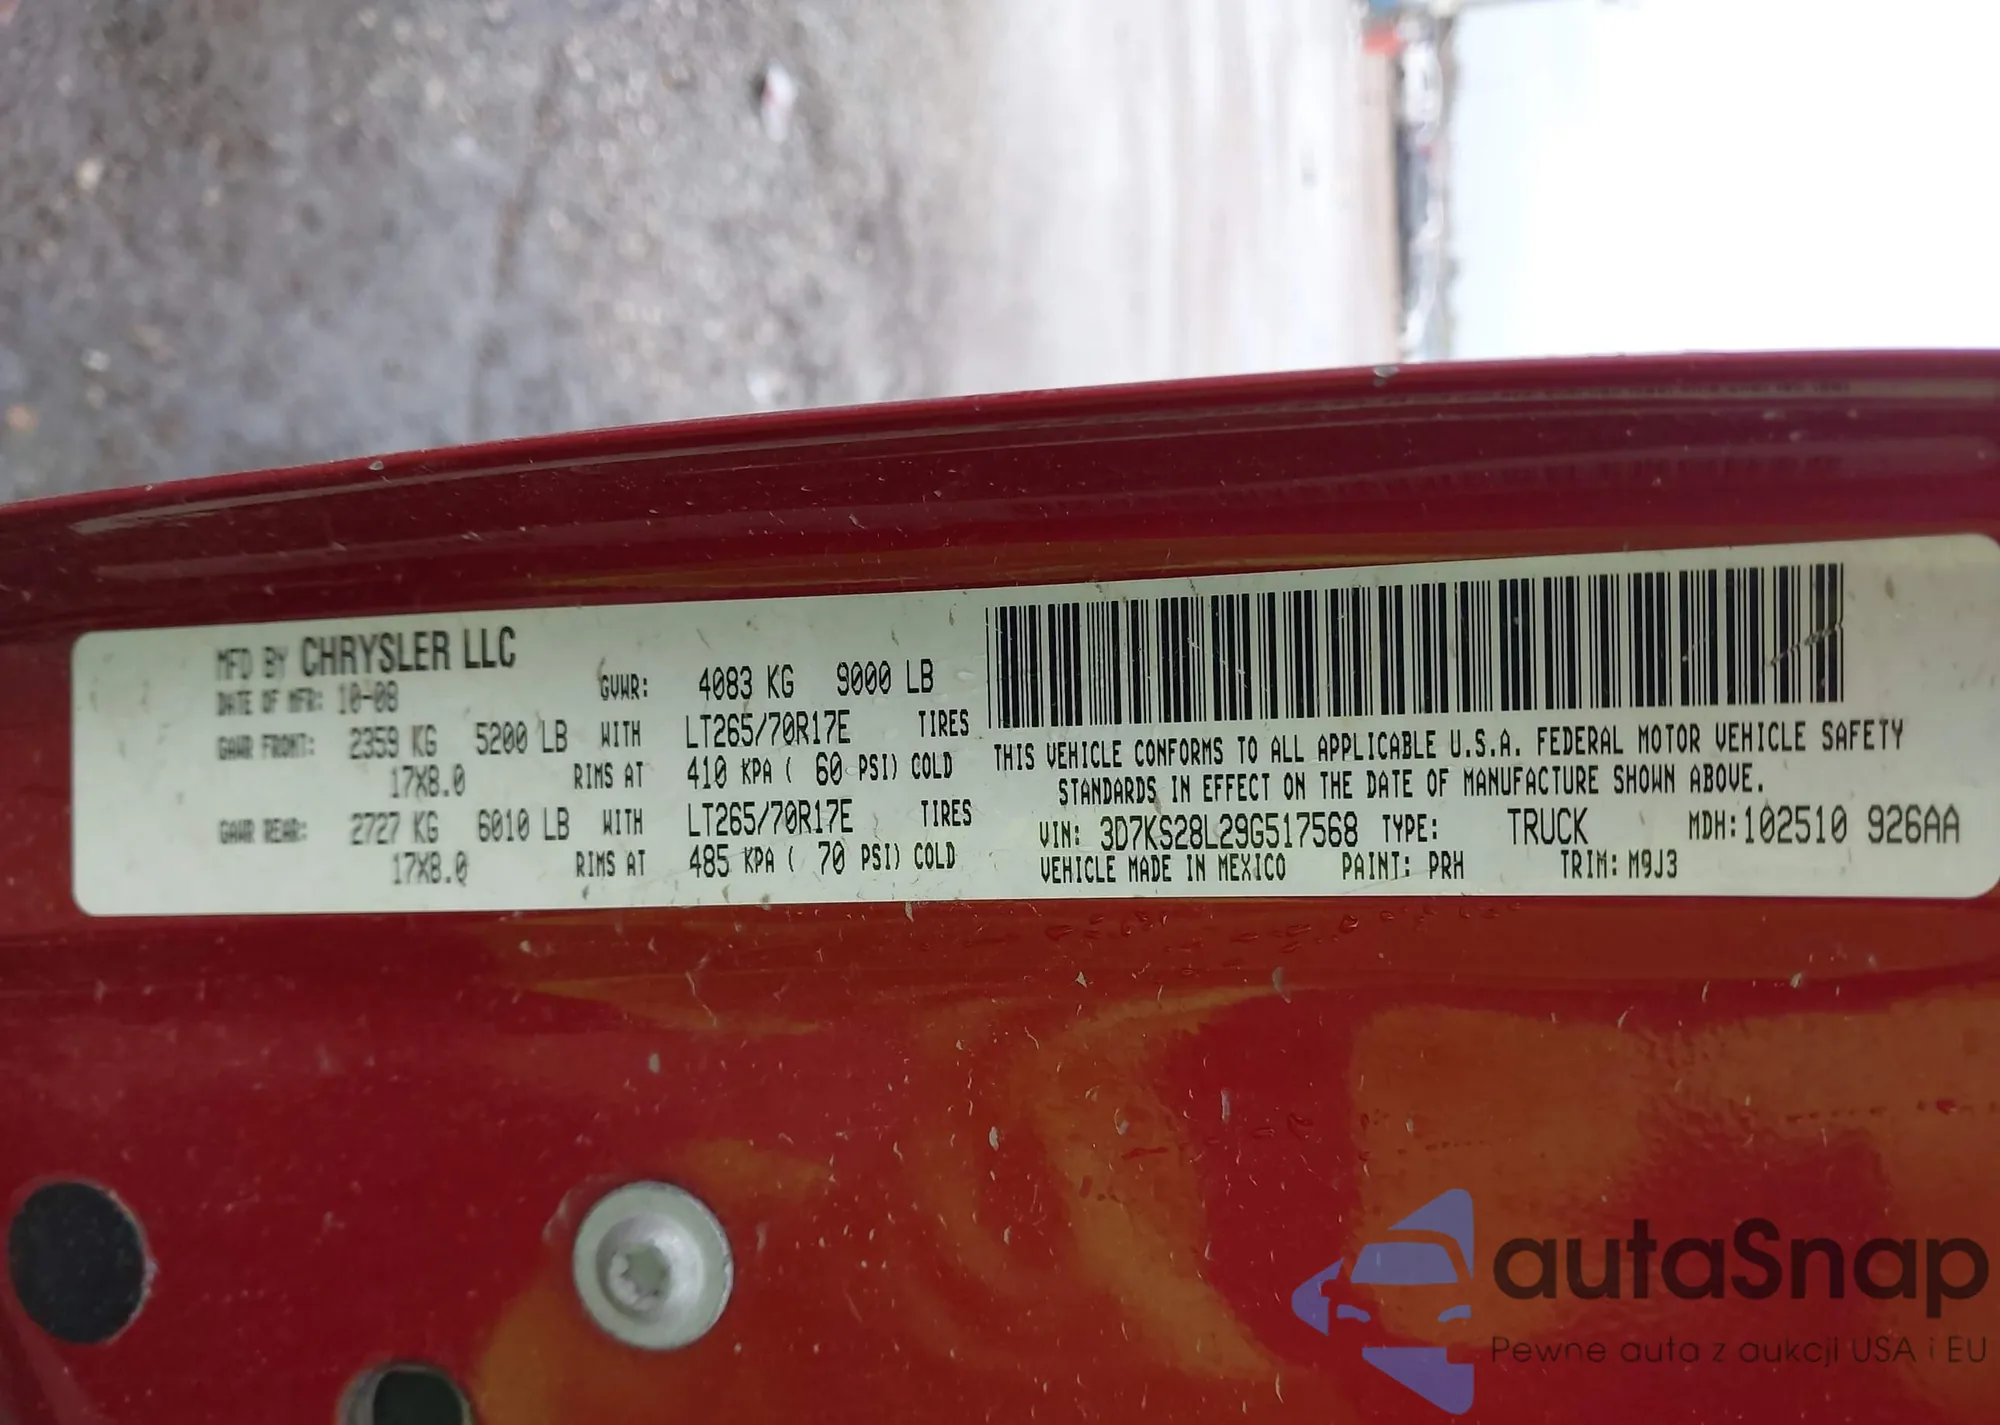 MFD BY CHRYSLER LLC
DATE OF MFR: 10-08 GVWR: 4083 KG 9000 LB
GAWR FRONT: 2359 KG 5200 LB WITH LT265/70R17E TIRES
17X8.0 RIMS AT 410 KPA ( 60 PSI) COLD
GAWR REAR: 2727 KG 6010 LB WITH LT265/70R17E TIRES
17X8.0 RIMS AT 485 KPA ( 70 PSI) COLD
THIS VEHICLE CONFORMS TO ALL APPLICABLE U.S.A. FEDERAL MOTOR VEHICLE SAFETY
STANDARDS IN EFFECT ON THE DATE OF MANUFACTURE SHOWN ABOVE.
VIN: 3D7KS28L29G517568 TYPE: TRUCK MDH:102510 926AA
VEHICLE MADE IN MEXICO PAINT: PRH TRIM: M9J3
autaSnap
Pewne auta z aukcji USA i EU